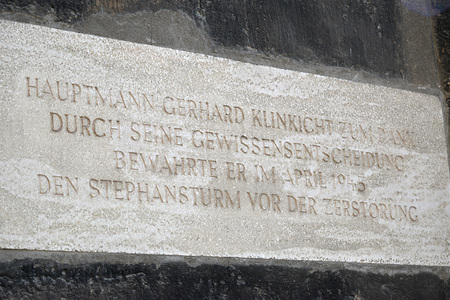 HAUPTMANN GERHARD KLINKICHT ZUM DANK
DURCH SEINE GEWISSENSENTSCHEIDUNG
BEWAHRTE ER IM APRIL 1945
DEN STEPHANSTURM VOR DER ZERSTÖRUNG